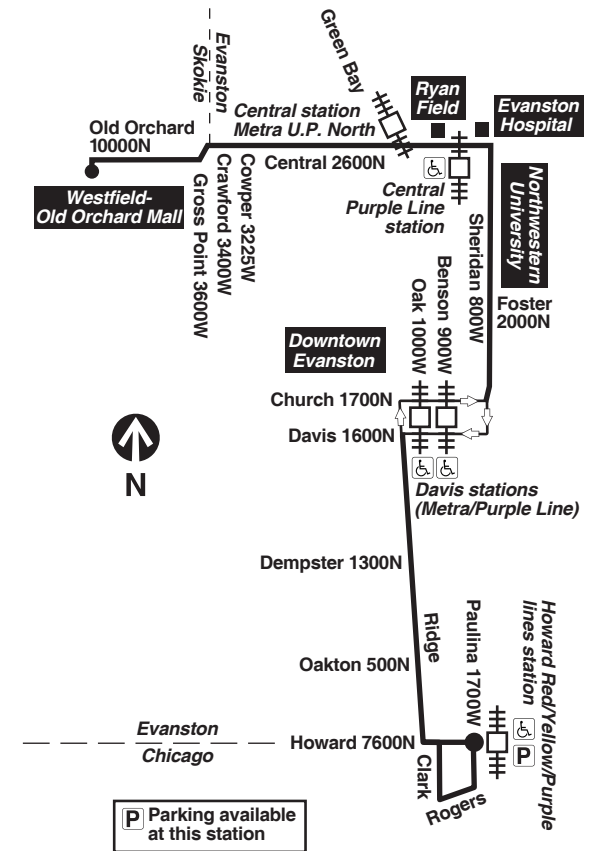 Evanston
Skokie
Green Bay
Ryan
Field
Evanston
Hospital
Central station
Metra U.P. North
Old Orchard
10000N
Central 2600N
Westfield-
Old Orchard Mall
Cowper 3225W
Crawford 3400W
Gross Point 3600W
Central
Purple Line
station
Northwestern
University
Sheridan 800W
Foster
2000N
Benson 900W
Oak 1000W
Downtown
Evanston
Church 1700N
Davis 1600N
N
Davis stations
(Metra/Purple Line)
Dempster 1300N
Ridge
Oakton 500N
Paulina 1700W
Howard Red/Yellow/Purple
lines station
P
Evanston
Chicago
Howard 7600N
Clark
Rogers
P Parking available
at this station